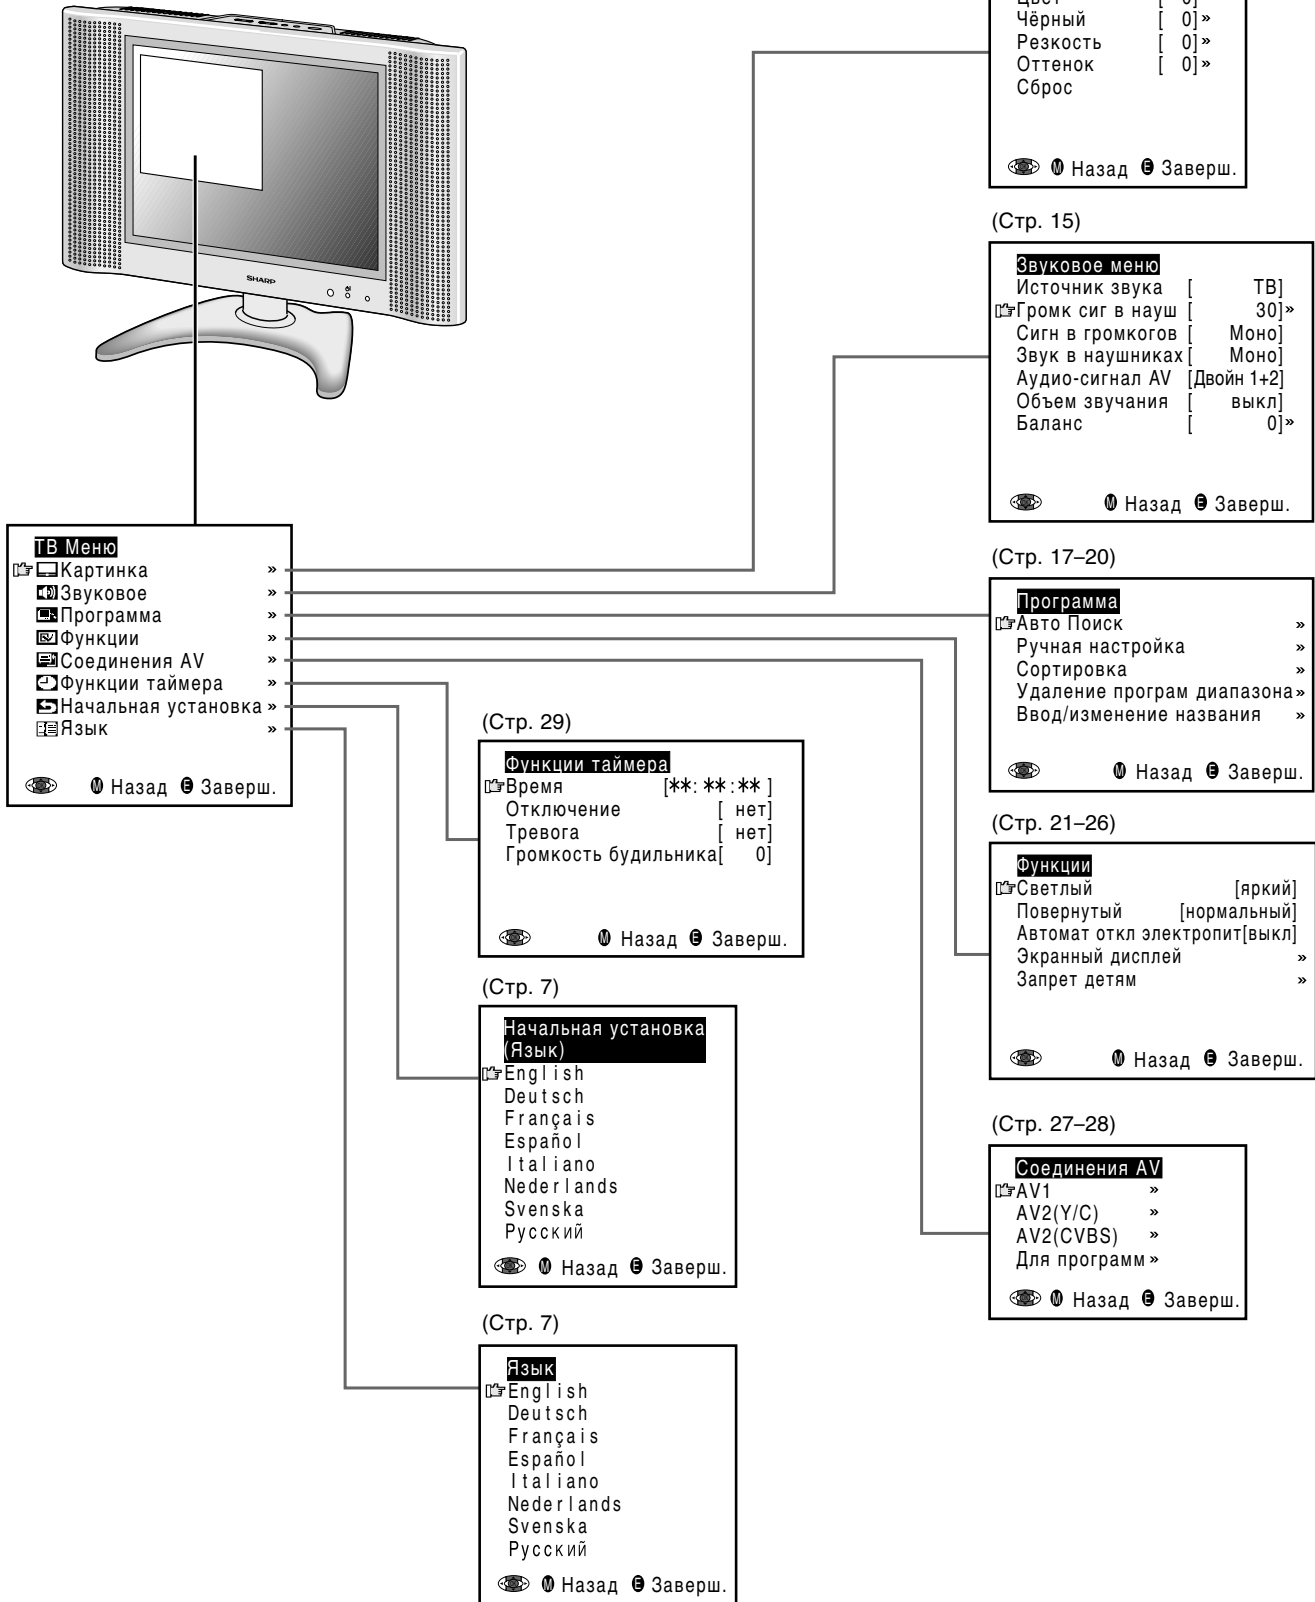 SHARP
ТВ Меню
Картинка »
Звуковое »
Программа »
Функции »
Соединения AV »
Функции таймера »
Начальная установка »
Язык »
M Назад E Заверш.
Чёрный [ 0]»
Резкость [ 0]»
Оттенок [ 0]»
Сброс
M Назад E Заверш.
(Стр. 15)
Звуковое меню
Источник звука [ ТВ]
Громк сиг в науш [ 30]»
Сигн в громкогов [ Моно]
Звук в наушниках [ Моно]
Аудио-сигнал AV [Двойн 1+2]
Объем звучания [ выкл]
Баланс [ 0]»
M Назад E Заверш.
(Стр. 17–20)
Программа
Авто Поиск »
Ручная настройка »
Сортировка »
Удаление програм диапазона»
Ввод/изменение названия »
M Назад E Заверш.
(Стр. 21–26)
Функции
Светлый [яркий]
Повернутый [нормальный]
Автомат откл электропит[выкл]
Экранный дисплей »
Запрет детям »
M Назад E Заверш.
(Стр. 27–28)
Соединения AV
AV1 »
AV2(Y/C) »
AV2(CVBS) »
Для программ »
M Назад E Заверш.
(Стр. 29)
Функции таймера
Время [**:**:** ]
Отключение [ нет]
Тревога [ нет]
Громкость будильника[ 0]
M Назад E Заверш.
(Стр. 7)
Начальная установка
(Язык)
English
Deutsch
Français
Español
Italiano
Nederlands
Svenska
Русский
M Назад E Заверш.
(Стр. 7)
Язык
English
Deutsch
Français
Español
Italiano
Nederlands
Svenska
Русский
M Назад E Заверш.